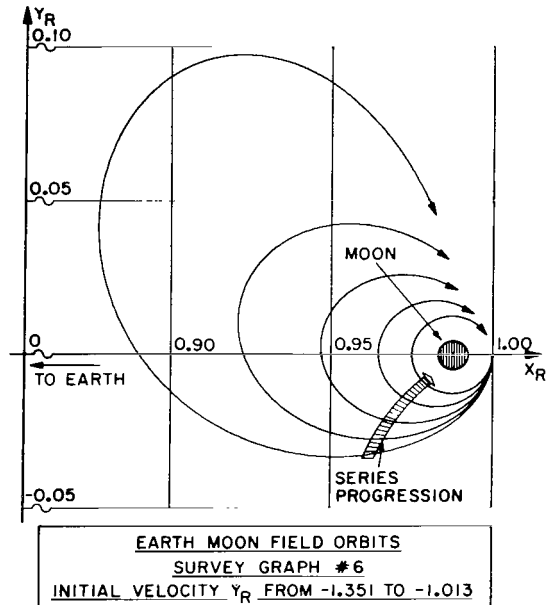 Y_R
0.10
0.05
MOON
0
0.90
0.95
1.00
X_R
TO EARTH
SERIES
PROGRESSION
-0.05
EARTH MOON FIELD ORBITS
SURVEY GRAPH #6
INITIAL VELOCITY Ẏ_R FROM -1.351 TO -1.013